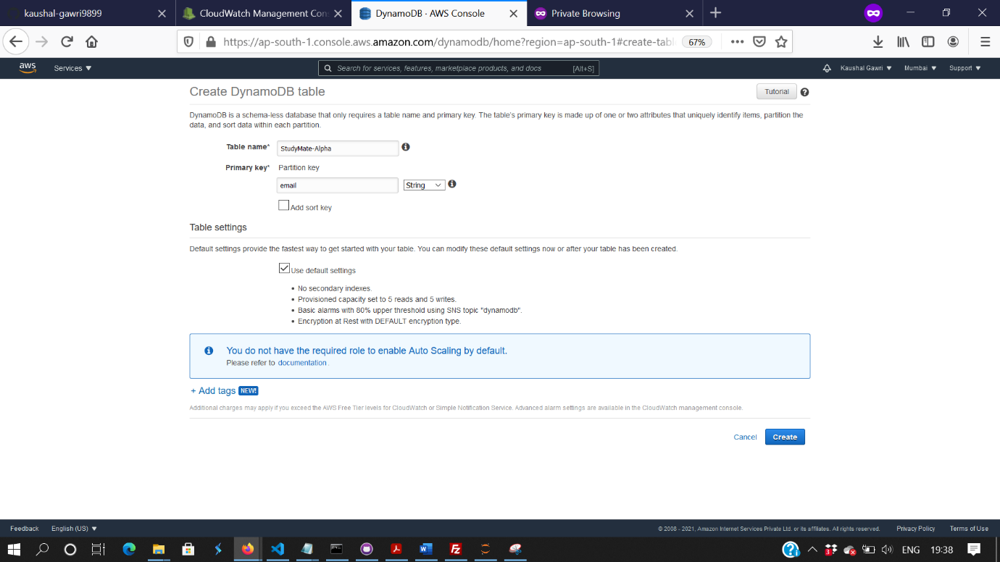 kaushal-gawri9899
CloudWatch Management Con
DynamoDB · AWS Console
Private Browsing
https://ap-south-1.console.aws.amazon.com/dynamodb/home?region=ap-south-1#create-tabl
67%
aws
Services
Search for services, features, marketplace products, and docs
[Alt+S]
Kaushal Gawri
Mumbai
Support
Create DynamoDB table
Tutorial
DynamoDB is a schema-less database that only requires a table name and primary key. The table's primary key is made up of one or two attributes that uniquely identify items, partition the
data, and sort data within each partition.
Table name*
StudyMate-Alpha
Primary key*
Partition key
email
String
Add sort key
Table settings
Default settings provide the fastest way to get started with your table. You can modify these default settings now or after your table has been created.
Use default settings
• No secondary indexes.
• Provisioned capacity set to 5 reads and 5 writes.
• Basic alarms with 80% upper threshold using SNS topic "dynamodb".
• Encryption at Rest with DEFAULT encryption type.
You do not have the required role to enable Auto Scaling by default.
Please refer to documentation.
+ Add tags NEW!
Additional charges may apply if you exceed the AWS Free Tier levels for CloudWatch or Simple Notification Service. Advanced alarm settings are available in the CloudWatch management console.
Cancel
Create
Feedback
English (US)
© 2008 - 2021, Amazon Internet Services Private Ltd. or its affiliates. All rights reserved.
Privacy Policy
Terms of Use
3
ENG
19:38